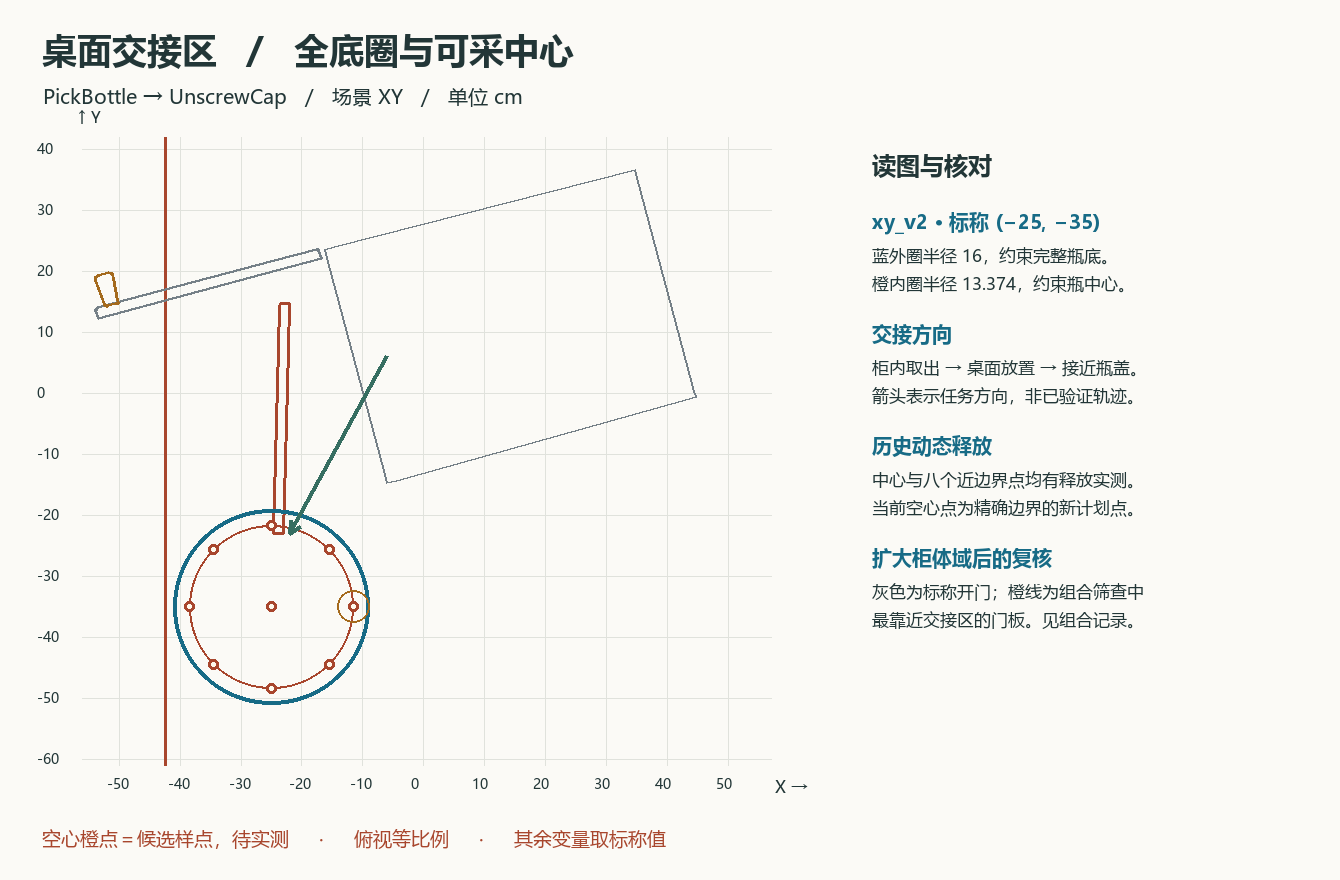 桌面交接区 / 全底圈与可采中心
PickBottle → UnscrewCap / 场景 XY / 单位 cm
↑ Y
40
30
20
10
0
-10
-20
-30
-40
-50
-60
-50 -40 -30 -20 -10 0 10 20 30 40 50
X →
读图与核对
xy_v2 • 标称 (−25, −35)
蓝外圈半径 16，约束完整瓶底。
橙内圈半径 13.374，约束瓶中心。
交接方向
柜内取出 → 桌面放置 → 接近瓶盖。
箭头表示任务方向，非已验证轨迹。
历史动态释放
中心与八个近边界点均有释放实测。
当前空心点为精确边界的新计划点。
扩大柜体域后的复核
灰色为标称开门；橙线为组合筛查中
最靠近交接区的门板。见组合记录。
空心橙点 = 候选样点，待实测 · 俯视等比例 · 其余变量取标称值